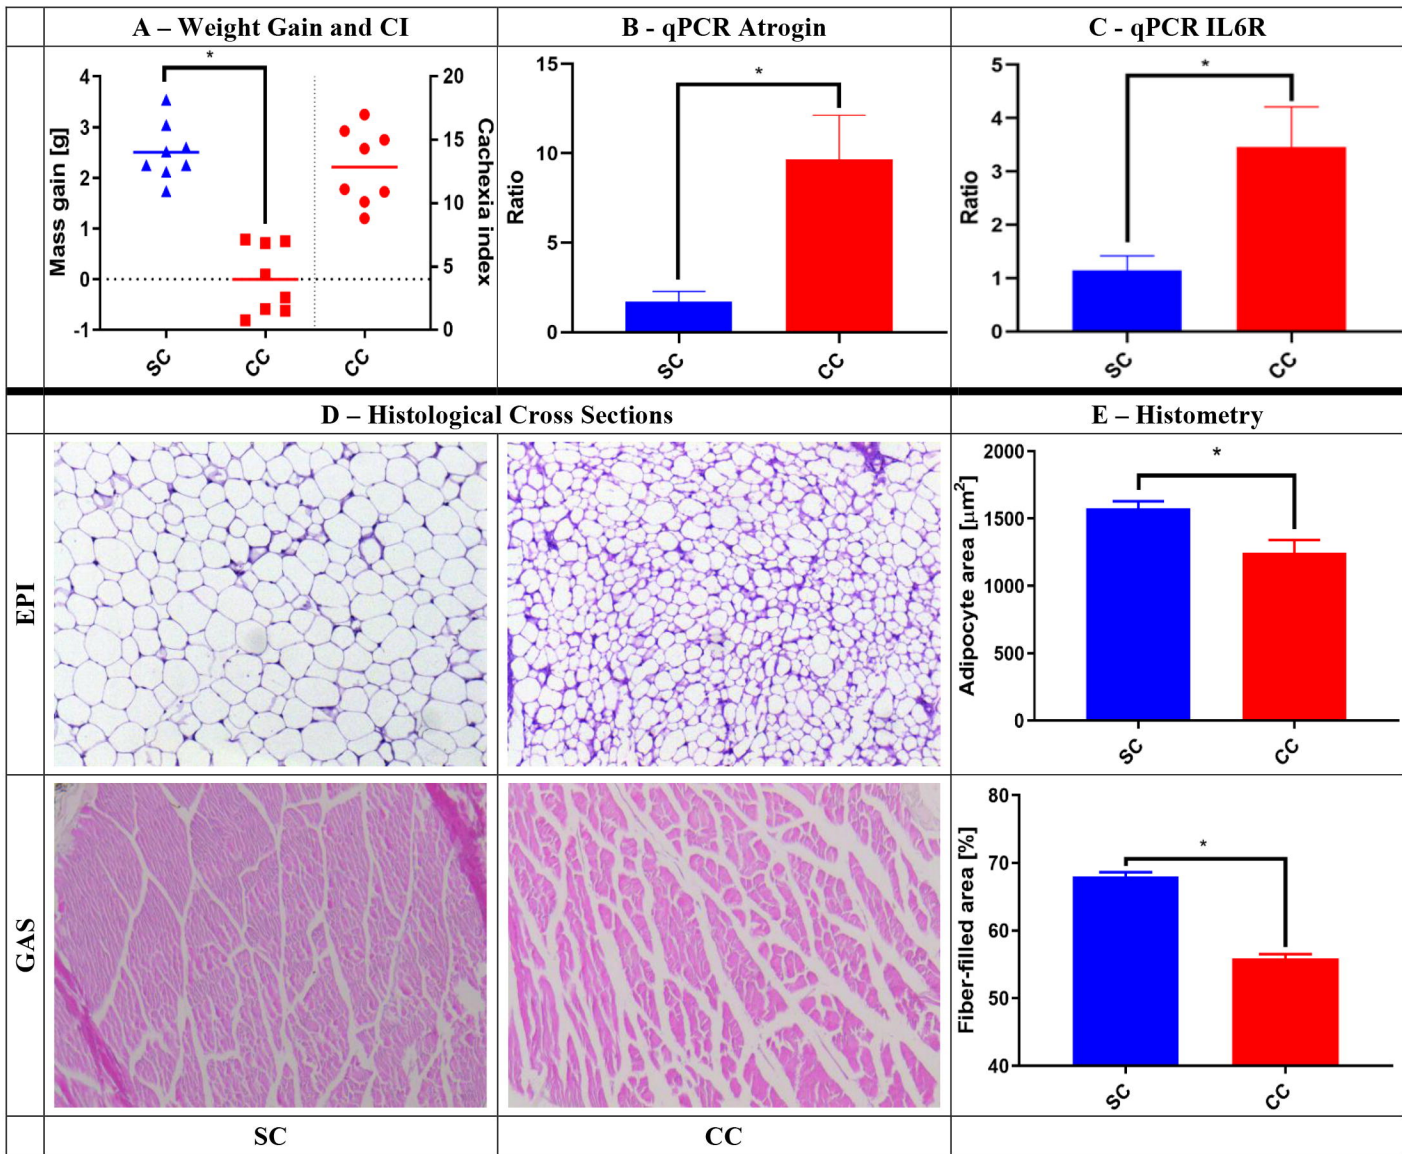 A – Weight Gain and CI
B - qPCR Atrogin
C - qPCR IL6R
*
4
3
2
1
0
-1
Mass gain [g]
20
15
10
5
0
Cachexia index
SC
CC
CC
*
15
10
5
0
Ratio
SC
CC
*
5
4
3
2
1
0
Ratio
SC
CC
D – Histological Cross Sections
E – Histometry
EPI
*
2000
1500
1000
500
0
Adipocyte area [µm²]
SC
CC
GAS
*
80
70
60
50
40
Fiber-filled area [%]
SC
CC
SC
CC